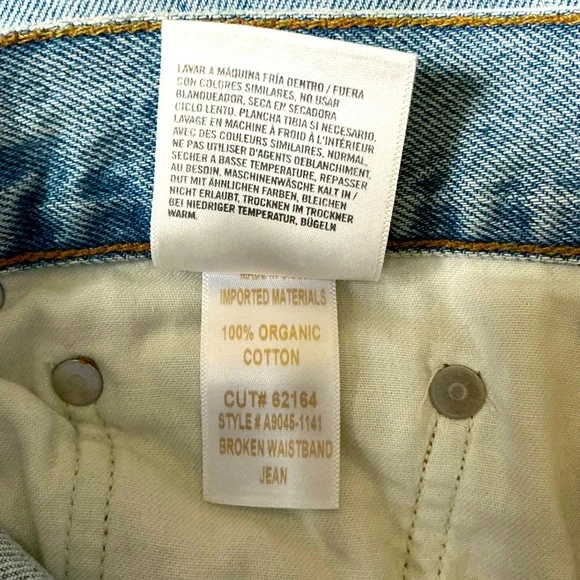 LAVAR A MÁQUINA FRÍA DENTRO / FUERA
CON COLORES SIMILARES, NO USAR
BLANQUEADOR, SECA EN SECADORA
CICLO LENTO. PLANCHA TIBIA SI NECESARIO.
LAVAGE EN MACHINE À FROID À L'INTÉRIEUR
AVEC DES COULEURS SIMILAIRES, NORMAL,
NE PAS UTILISER D'AGENTS DEBLANCHIMENT,
SECHER A BASSE TEMPERATURE, REPASSER
AU BESOIN, MASCHINENWÄSCHE KALT IN /
OUT MIT ÄHNLICHEN FARBEN, BLEICHEN
NICHT ERLAUBT, TROCKNEN IM TROCKNER
BEI NIEDRIGER TEMPERATUR, BÜGELN
WARM.
IMPORTED MATERIALS
100% ORGANIC
COTTON
CUT# 62164
STYLE # A9045-1141
BROKEN WAISTBAND
JEAN